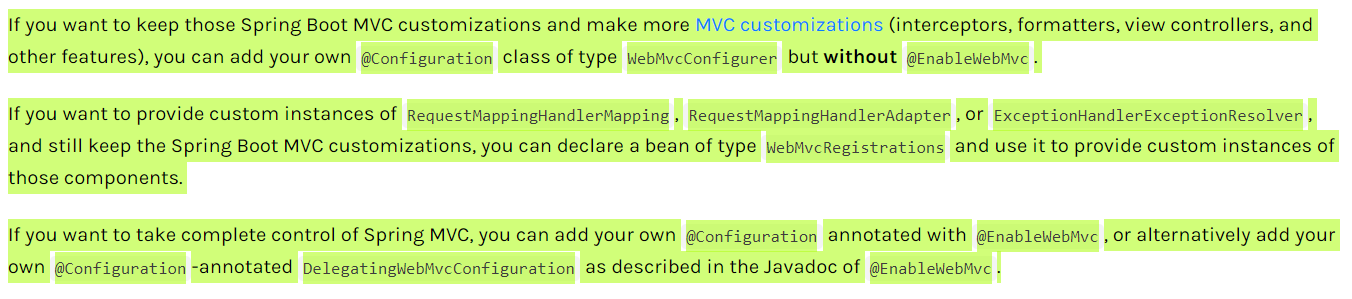 If you want to keep those Spring Boot MVC customizations and make more MVC customizations (interceptors, formatters, view controllers, and
other features), you can add your own @Configuration class of type WebMvcConfigurer but without @EnableWebMvc .
If you want to provide custom instances of RequestMappingHandlerMapping , RequestMappingHandlerAdapter , or ExceptionHandlerExceptionResolver ,
and still keep the Spring Boot MVC customizations, you can declare a bean of type WebMvcRegistrations and use it to provide custom instances of
those components.
If you want to take complete control of Spring MVC, you can add your own @Configuration annotated with @EnableWebMvc , or alternatively add your
own @Configuration -annotated DelegatingWebMvcConfiguration as described in the Javadoc of @EnableWebMvc .